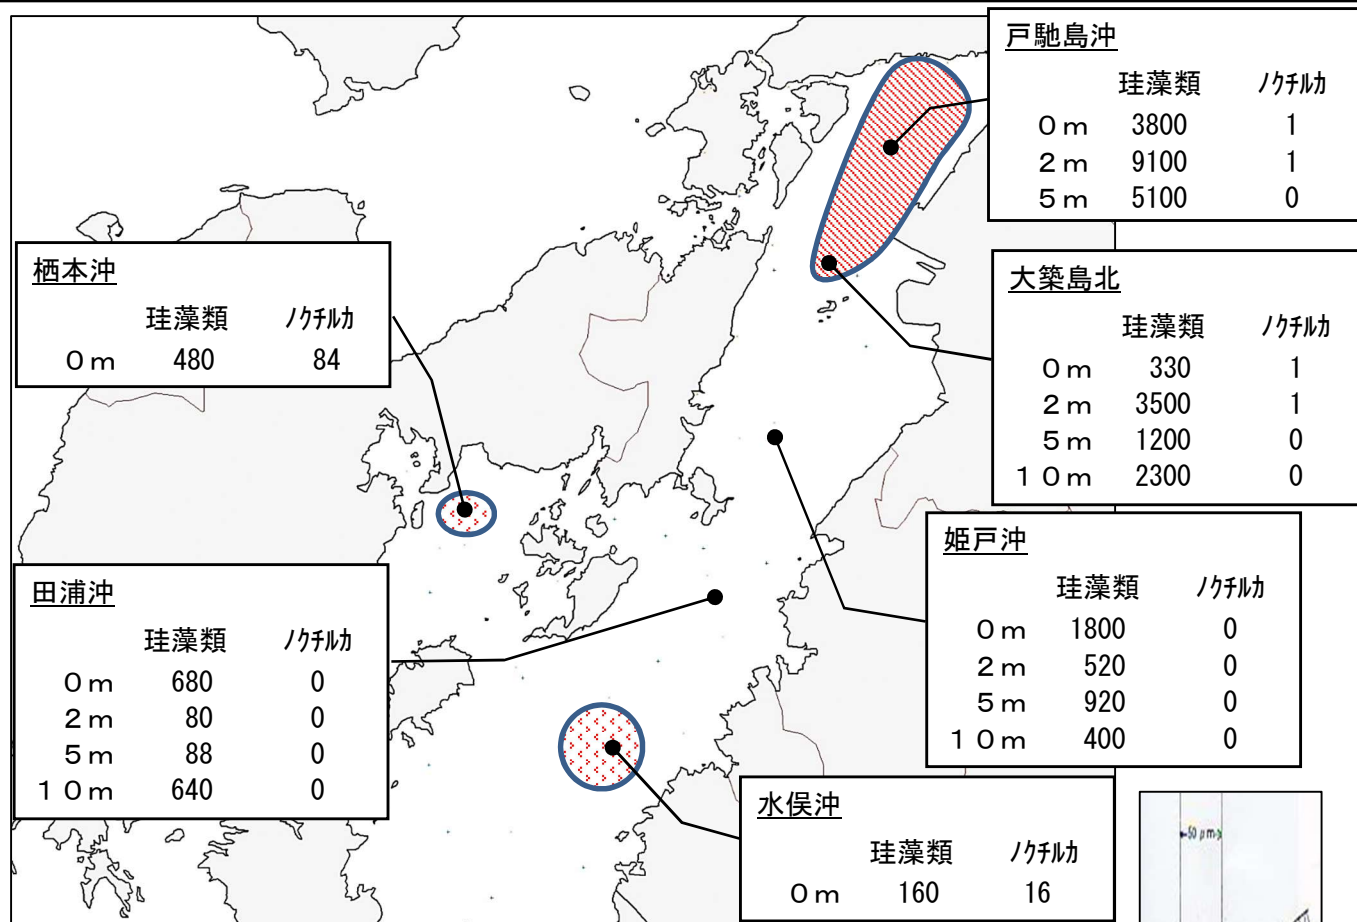 戸馳島沖
珪藻類 ノクチルカ
0m 3800 1
2m 9100 1
5m 5100 0
栖本沖
珪藻類 ノクチルカ
0m 480 84
大築島北
珪藻類 ノクチルカ
0m 330 1
2m 3500 1
5m 1200 0
10m 2300 0
姫戸沖
珪藻類 ノクチルカ
0m 1800 0
2m 520 0
5m 920 0
10m 400 0
田浦沖
珪藻類 ノクチルカ
0m 680 0
2m 80 0
5m 88 0
10m 640 0
水俣沖
珪藻類 ノクチルカ
0m 160 16
50μm